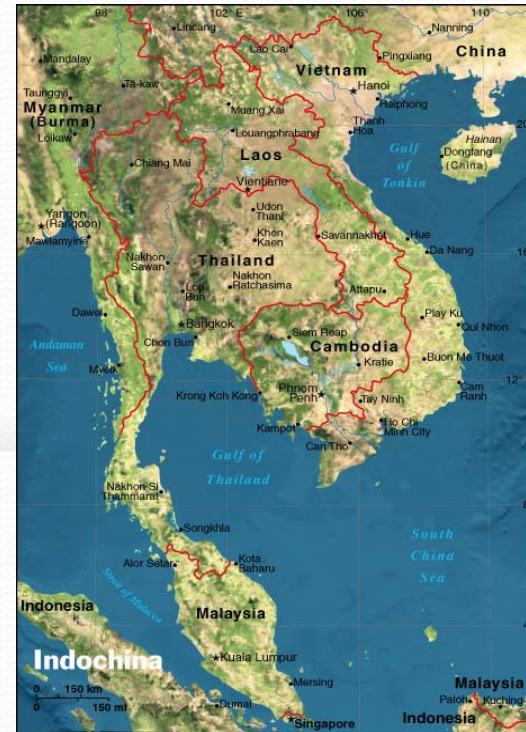 98
Lincang
102 E
106
110
Nanning
Mandalay
Lao Cai
Pingxiang
China
Vietnam
Taunggyi
Ta-kaw
Hanoi
Myanmar
(Burma)
Muang Xai
Haiphong
Loikaw
Thanh
Hoa
20
Louangphrabang
Hainan
Dongfang
(China)
Gulf
of
Tonkin
Laos
Chiang Mai
Vientiane
Yangon
(Rangoon)
Udon
Thani
Mawlamyine
Khon
Kaen
Savannakhet
Hue
Da Nang
16
Thailand
Nakhon
Sawan
Nakhon
Ratchasima
Lop
Buri
Attapu
Dawei
Play Ku
Qui Nhon
Bangkok
Siem Reap
Chon Buri
Cambodia
Andaman
Sea
Kratie
Buon Me Thuot
Myeik
12
Phnom
Penh
Krong Koh Kong
Cam
Ranh
Tay Ninh
Kampot
Ho Chi
Minh City
Can Tho
Gulf of
Thailand
Nakhon Si
Thammarat
Songkhla
South
China
Sea
Alor Setar
Kota
Baharu
Strait of Malacca
Indonesia
Malaysia
4
Indochina
Kuala Lumpur
Mersing
Malaysia
0 150 km
0 150 mi
Dumai
Paloh
Kuching
Singapore
Indonesia